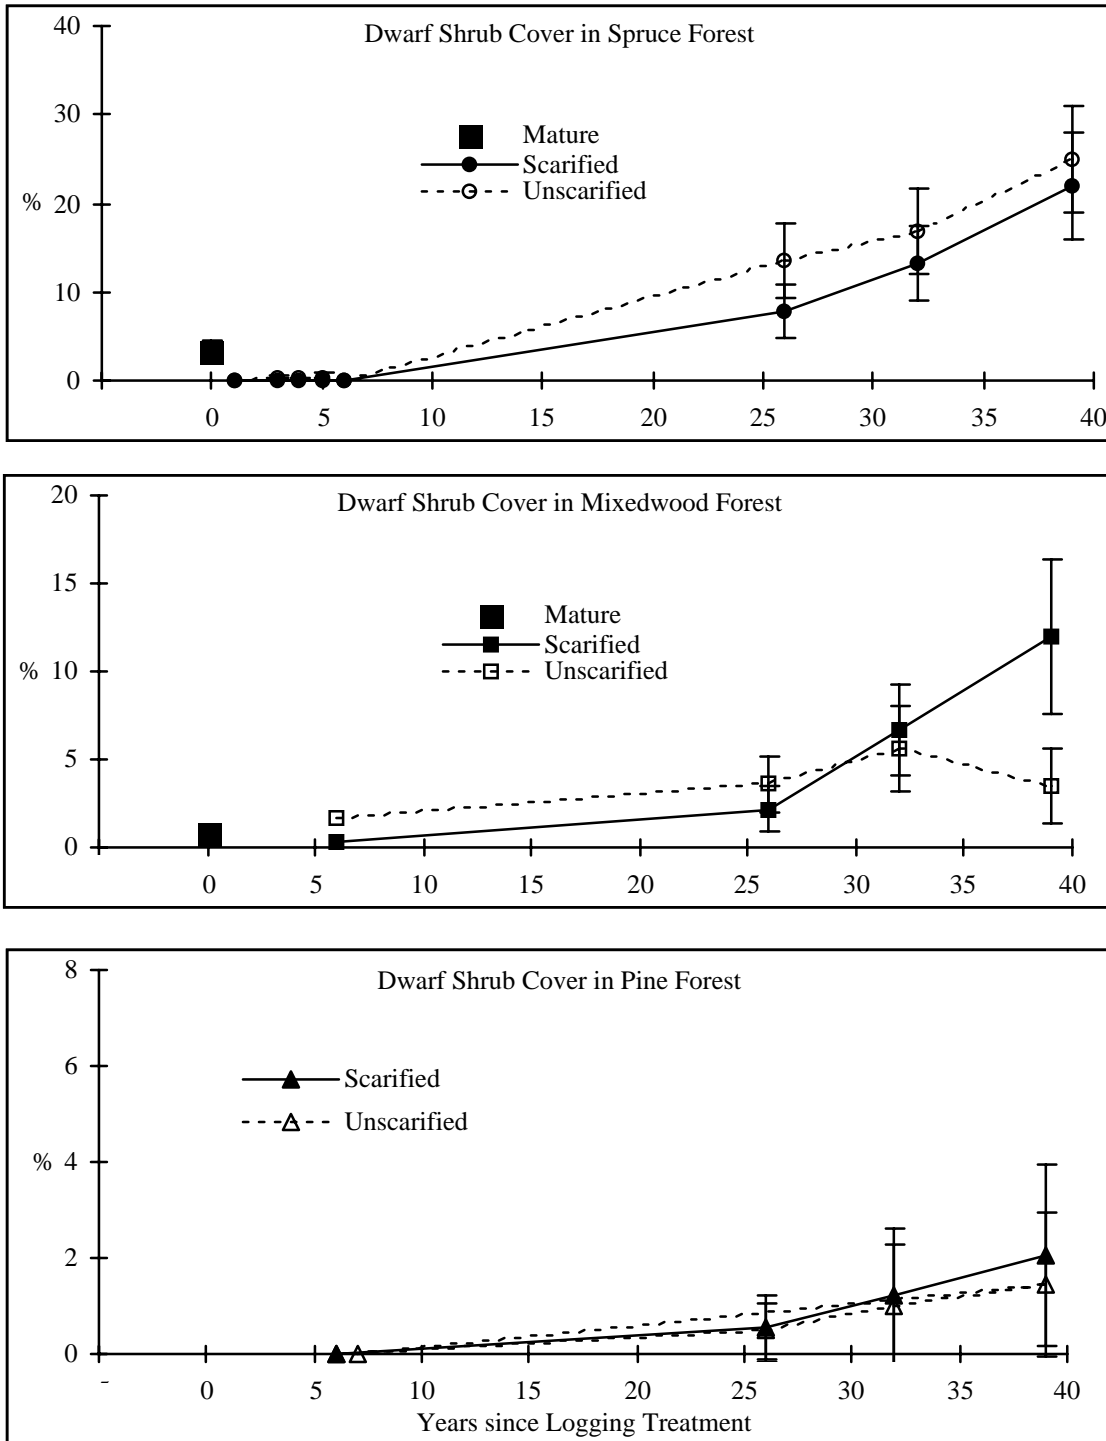 Dwarf Shrub Cover in Spruce Forest
40
30
20
10
0
%
Mature
Scarified
Unscarified
0 5 10 15 20 25 30 35 40
Dwarf Shrub Cover in Mixedwood Forest
20
15
10
5
0
%
Mature
Scarified
Unscarified
0 5 10 15 20 25 30 35 40
Dwarf Shrub Cover in Pine Forest
8
6
4
2
0
%
Scarified
Unscarified
0 5 10 15 20 25 30 35 40
Years since Logging Treatment